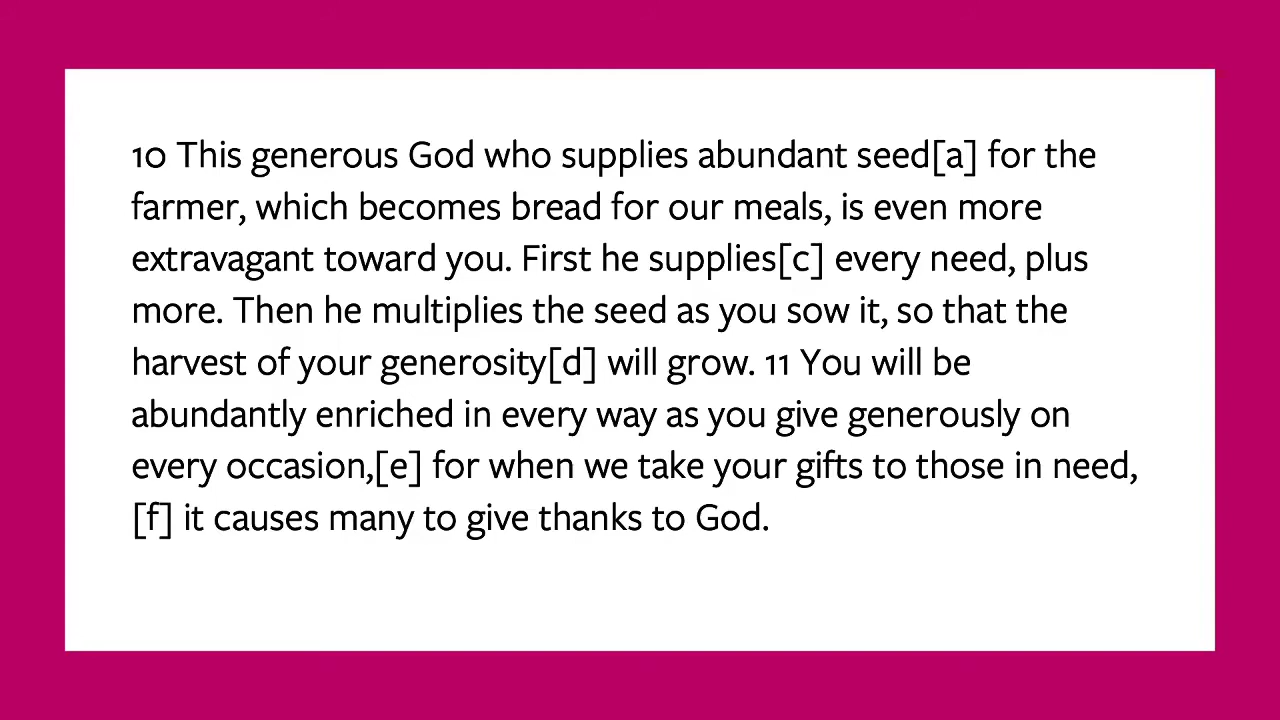 10 This generous God who supplies abundant seed[a] for the
farmer, which becomes bread for our meals, is even more
extravagant toward you. First he supplies[c] every need, plus
more. Then he multiplies the seed as you sow it, so that the
harvest of your generosity[d] will grow. 11 You will be
abundantly enriched in every way as you give generously on
every occasion,[e] for when we take your gifts to those in need,
[f] it causes many to give thanks to God.